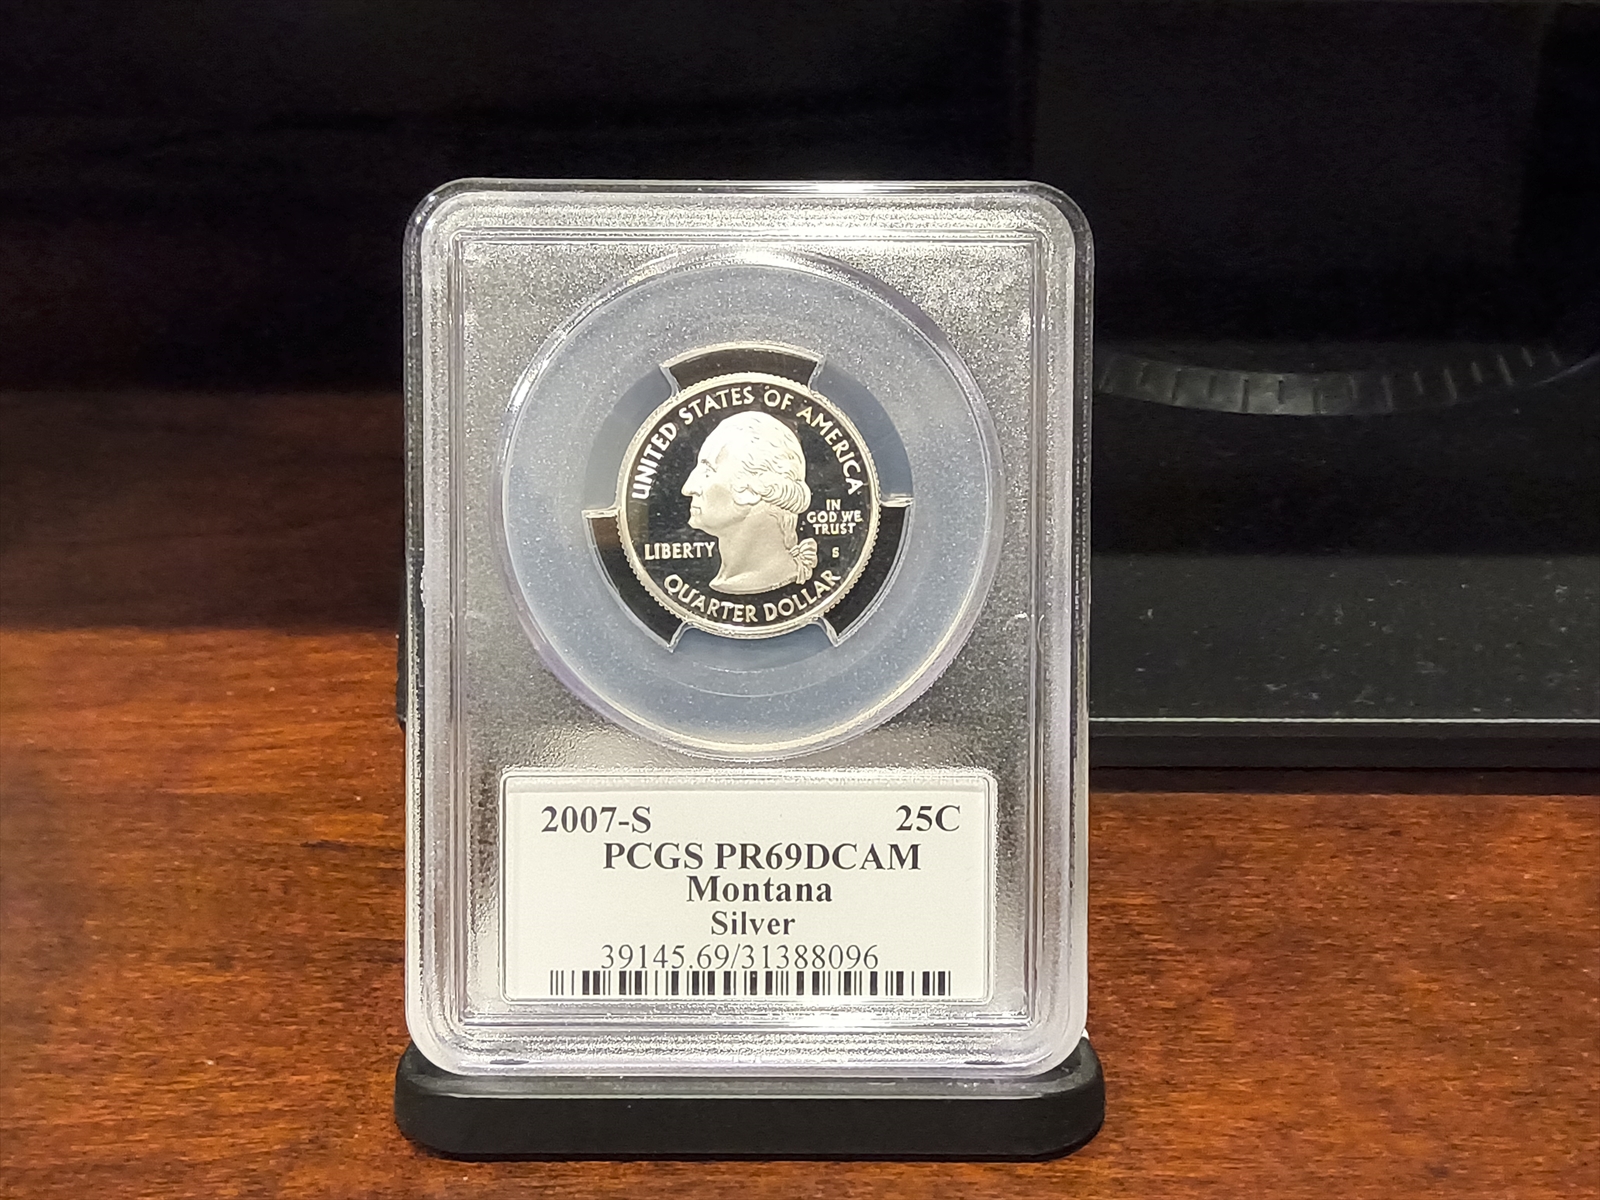 UNITED STATES OF AMERICA
IN
GOD WE
TRUST
LIBERTY
S
QUARTER DOLLAR
2007-S 25C
PCGS PR69DCAM
Montana
Silver
39145.69/31388096